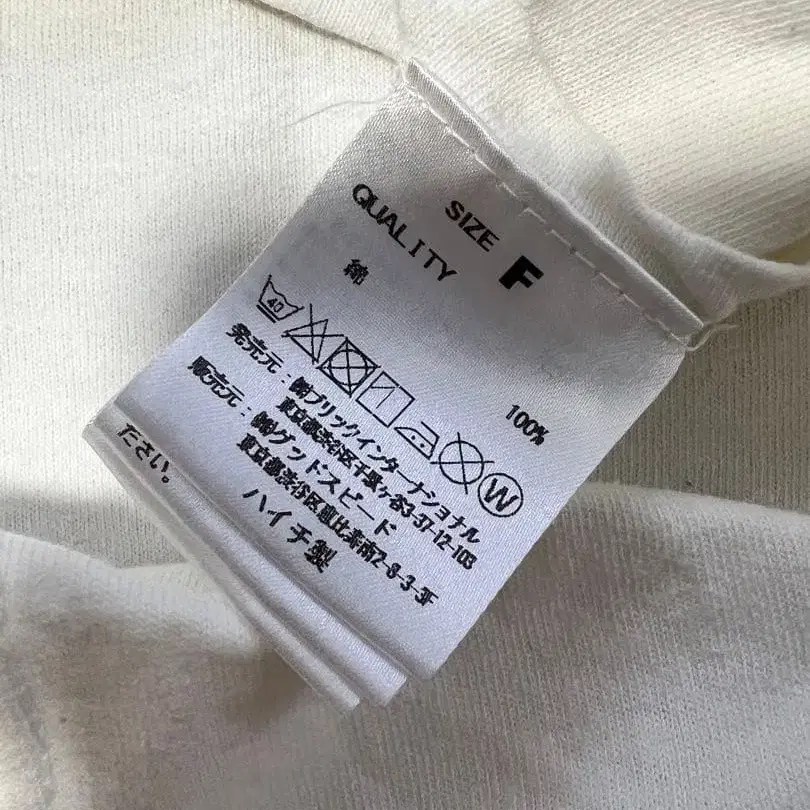 SIZE F
QUALITY
綿 100%
40 W
発売元:㈱ブリックインターナショナル
東京都渋谷区千駄ヶ谷3-37-12-103
販売元:㈱グッドスピード
東京都渋谷区恵比寿南2-8-3-3F
ハイチ製
ださい。